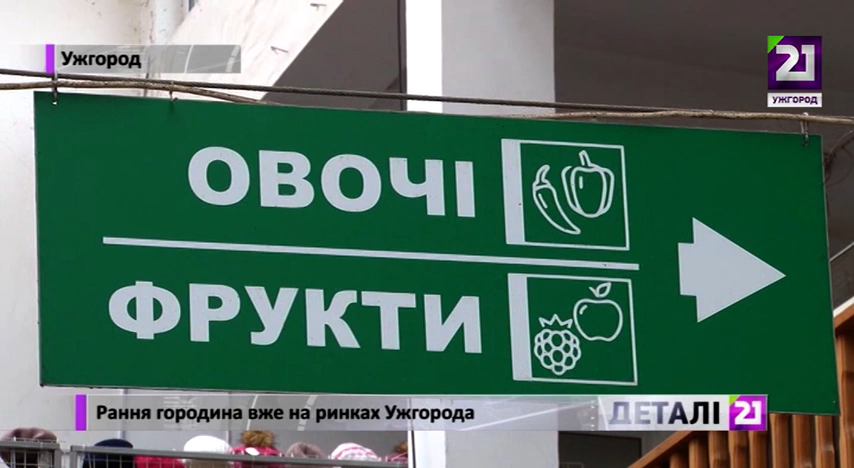 Ужгород
21
УЖГОРОД
ОВОЧІ
ФРУКТИ
Рання городина вже на ринках Ужгорода
ДЕТАЛІ 21